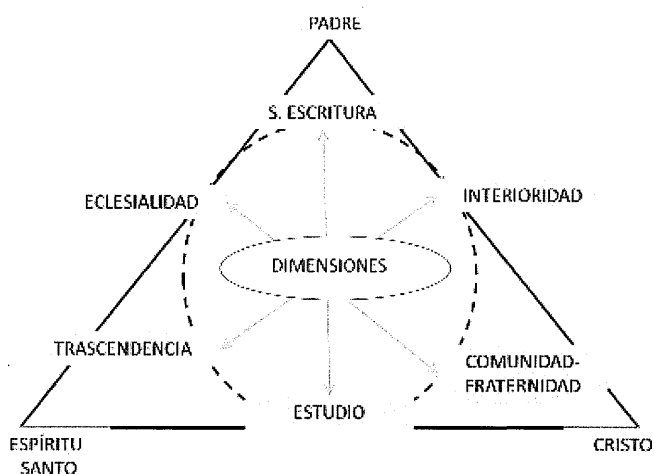 PADRE
S. ESCRITURA
ECLESIALIDAD
INTERIORIDAD
DIMENSIONES
TRASCENDENCIA
COMUNIDAD-
FRATERNIDAD
ESTUDIO
ESPÍRITU
SANTO
CRISTO